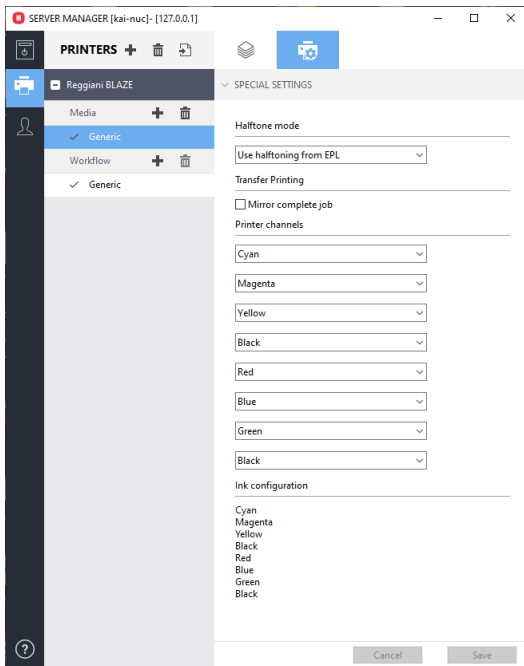 SERVER MANAGER [kai-nuc]- [127.0.0.1]
PRINTERS
Reggiani BLAZE
Media
Generic
Workflow
Generic
SPECIAL SETTINGS
Halftone mode
Use halftoning from EPL
Transfer Printing
Mirror complete job
Printer channels
Cyan
Magenta
Yellow
Black
Red
Blue
Green
Black
Ink configuration
Cyan
Magenta
Yellow
Black
Red
Blue
Green
Black
?
Cancel
Save